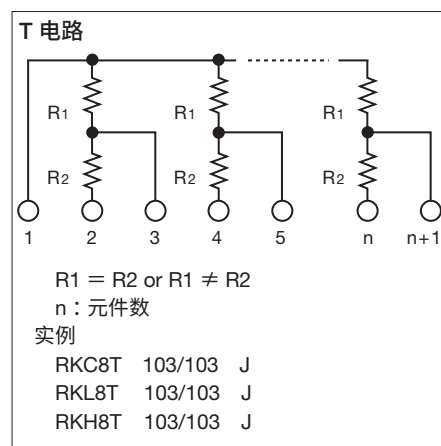 T 电路
R1 R1 R1
R2 R2 R2
1 2 3 4 5 n n+1
R1 = R2 or R1 ≠ R2
n：元件数
实例
RKC8T 103/103 J
RKL8T 103/103 J
RKH8T 103/103 J